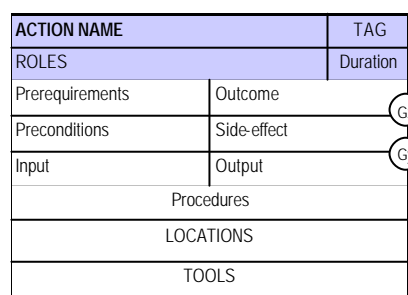 ACTION NAME TAG
ROLES Duration
Prerequirements Outcome
G
Preconditions Side-effect
G
Input Output
Procedures
LOCATIONS
TOOLS